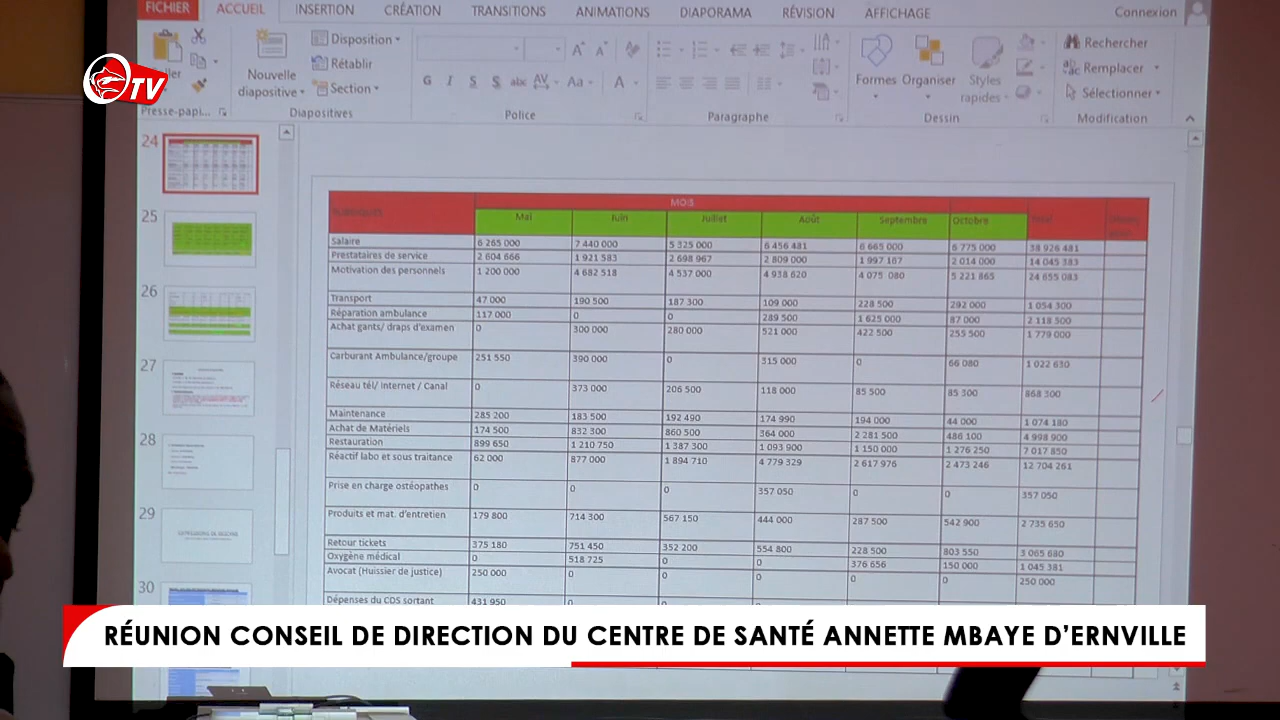 FICHIER ACCUEIL INSERTION CRÉATION TRANSITIONS ANIMATIONS DIAPORAMA RÉVISION AFFICHAGE Connexion
TV
Nouvelle diapositive
Disposition
Rétablir
Section
G I S S abc AV Aa A
Formes Organiser Styles rapides
Rechercher
Remplacer
Sélectionner
Presse-papi... Diapositives Police Paragraphe Dessin Modification
24
25
26
27
28
29
30
MOIS
Mai Juin Juillet Août Septembre Octobre
Salaire 6 265 000 7 440 000 5 325 000 6 456 481 6 665 000 6 775 000 38 926 481
Prestataires de service 2 604 666 1 921 583 2 698 967 2 809 000 1 997 167 2 014 000 14 045 383
Motivation des personnels 1 200 000 4 682 518 4 537 000 4 938 620 4 075 080 5 221 865 24 655 083
Transport 47 000 190 500 187 300 109 000 228 500 292 000 1 054 300
Réparation ambulance 117 000 0 0 289 500 1 625 000 87 000 2 118 500
Achat gants/ draps d'examen 0 300 000 280 000 521 000 422 500 255 500 1 779 000
Carburant Ambulance/groupe 251 550 390 000 0 315 000 0 66 080 1 022 630
Réseau tél/ Internet / Canal 0 373 000 206 500 118 000 85 500 85 300 868 300
Maintenance 285 200 183 500 192 490 174 990 194 000 44 000 1 074 180
Achat de Matériels 174 500 832 300 860 500 364 000 2 281 500 486 100 4 998 900
Restauration 899 650 1 210 750 1 387 300 1 093 900 1 150 000 1 276 250 7 017 850
Réactif labo et sous traitance 62 000 877 000 1 894 710 4 779 329 2 617 976 2 473 246 12 704 261
Prise en charge ostéopathes 0 0 0 357 050 0 0 357 050
Produits et mat. d'entretien 179 800 714 300 567 150 444 000 287 500 542 900 2 735 650
Retour tickets 375 180 751 450 352 200 554 800 228 500 803 550 3 065 680
Oxygène médical 0 518 725 0 0 376 656 150 000 1 045 381
Avocat (Huissier de justice) 250 000 0 0 0 0 0 250 000
Dépenses du CDS sortant 431 950
RÉUNION CONSEIL DE DIRECTION DU CENTRE DE SANTÉ ANNETTE MBAYE D'ERNVILLE